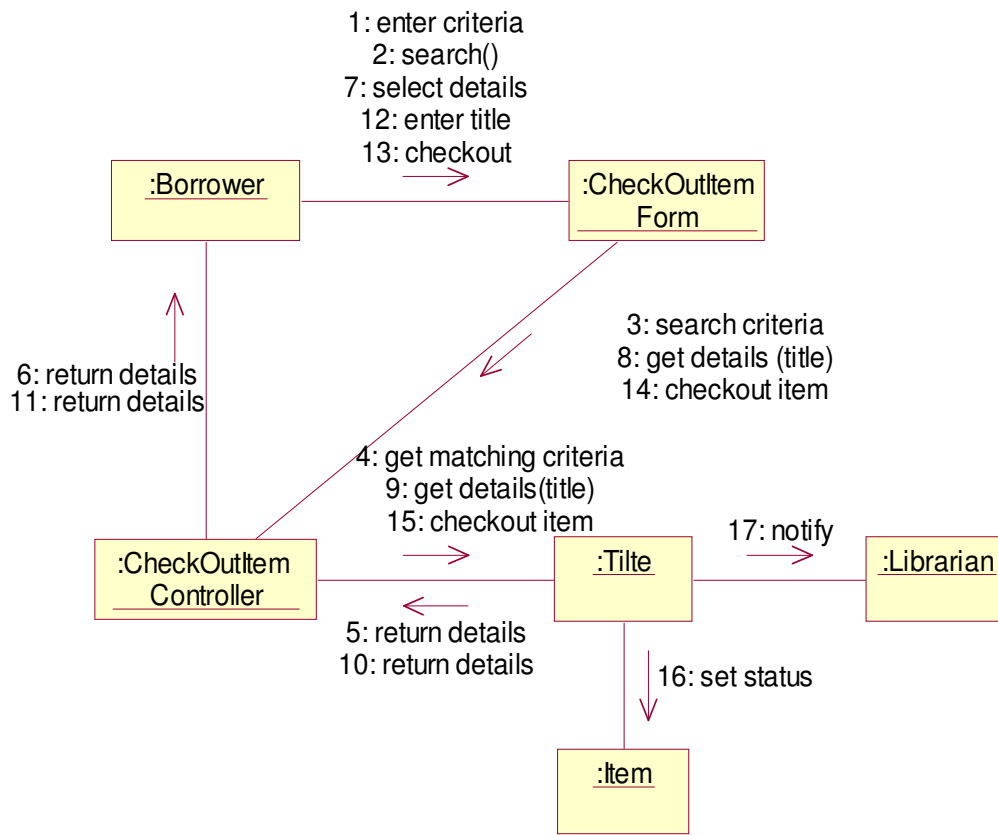 1: enter criteria
2: search()
7: select details
12: enter title
13: checkout
:Borrower
:CheckOutItem
Form
3: search criteria
8: get details (title)
14: checkout item
6: return details
11: return details
4: get matching criteria
9: get details(title)
15: checkout item
17: notify
:CheckOutItem
Controller
:Tilte
:Librarian
5: return details
10: return details
16: set status
:Item